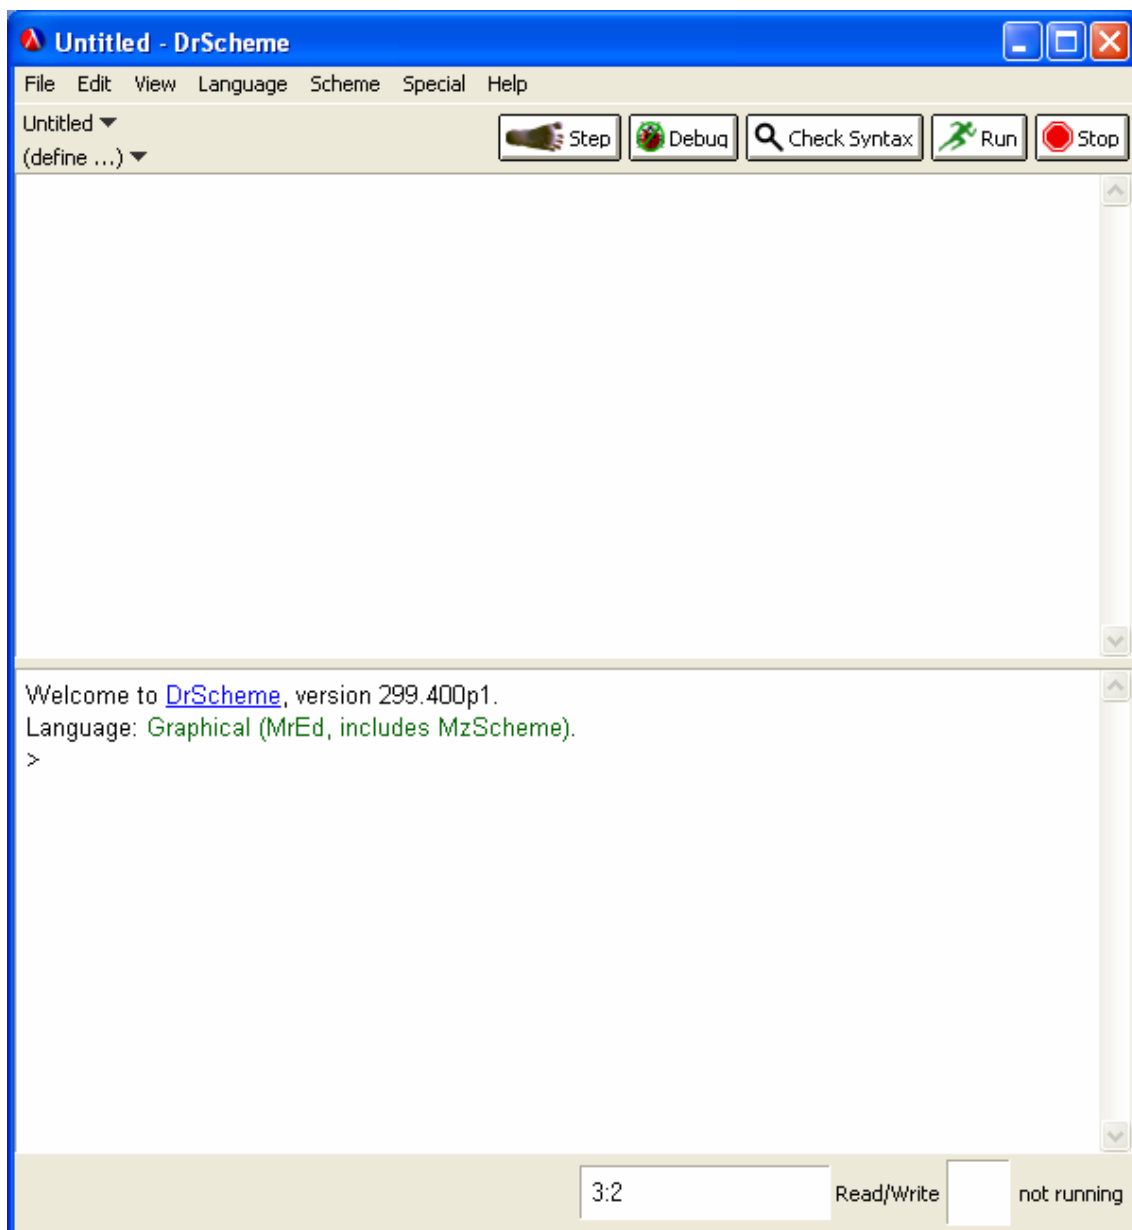 Untitled - DrScheme
File Edit View Language Scheme Special Help
Untitled
(define ...)
Step Debug Check Syntax Run Stop
Welcome to DrScheme, version 299.400p1.
Language: Graphical (MrEd, includes MzScheme).
>
3:2 Read/Write not running